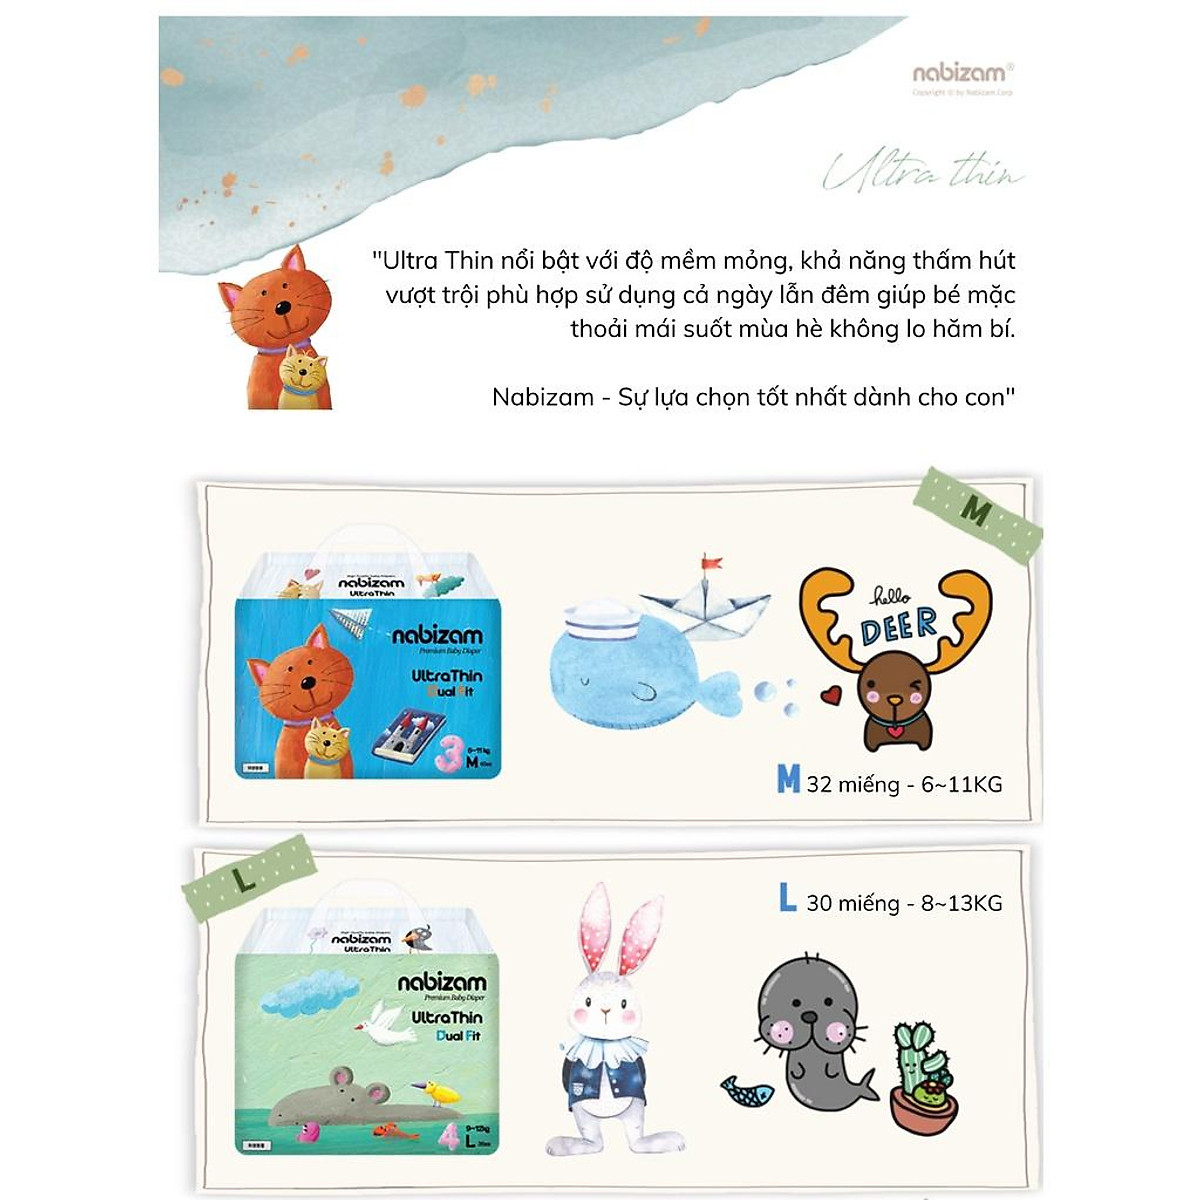 nabizam®
Copyright © by Nabizam Corp
Ultra thin
"Ultra Thin nổi bật với độ mềm mỏng, khả năng thấm hút
vượt trội phù hợp sử dụng cả ngày lẫn đêm giúp bé mặc
thoải mái suốt mùa hè không lo hăm bí.
Nabizam - Sự lựa chọn tốt nhất dành cho con"
M
nabizam
UltraThin
nabizam
Premium Baby Diaper
UltraThin
Dual Fit
3
6~11kg
M
hello
DEER
M 32 miếng - 6~11KG
L
nabizam
UltraThin
nabizam
Premium Baby Diaper
UltraThin
Dual Fit
4
9~12kg
L
L 30 miếng - 8~13KG